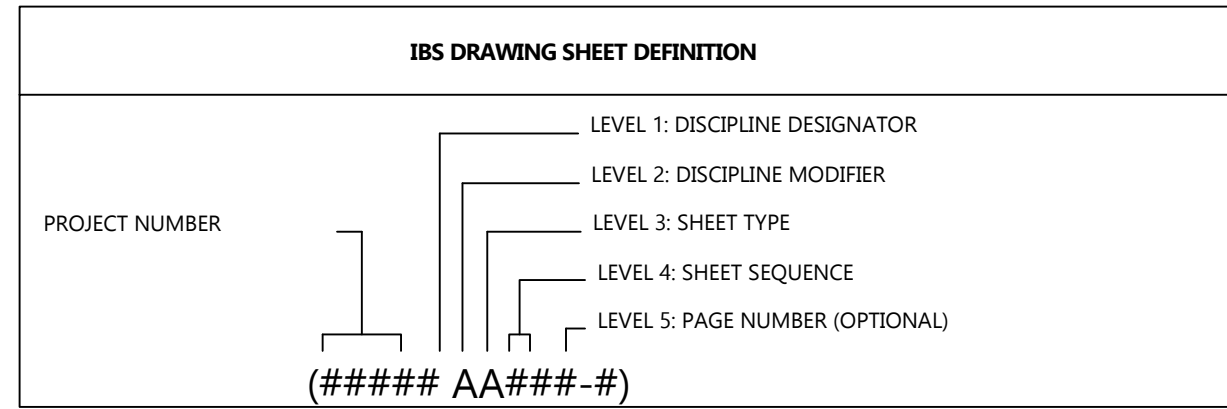 IBS DRAWING SHEET DEFINITION
LEVEL 1: DISCIPLINE DESIGNATOR
LEVEL 2: DISCIPLINE MODIFIER
PROJECT NUMBER
LEVEL 3: SHEET TYPE
LEVEL 4: SHEET SEQUENCE
LEVEL 5: PAGE NUMBER (OPTIONAL)
(##### AA###-#)